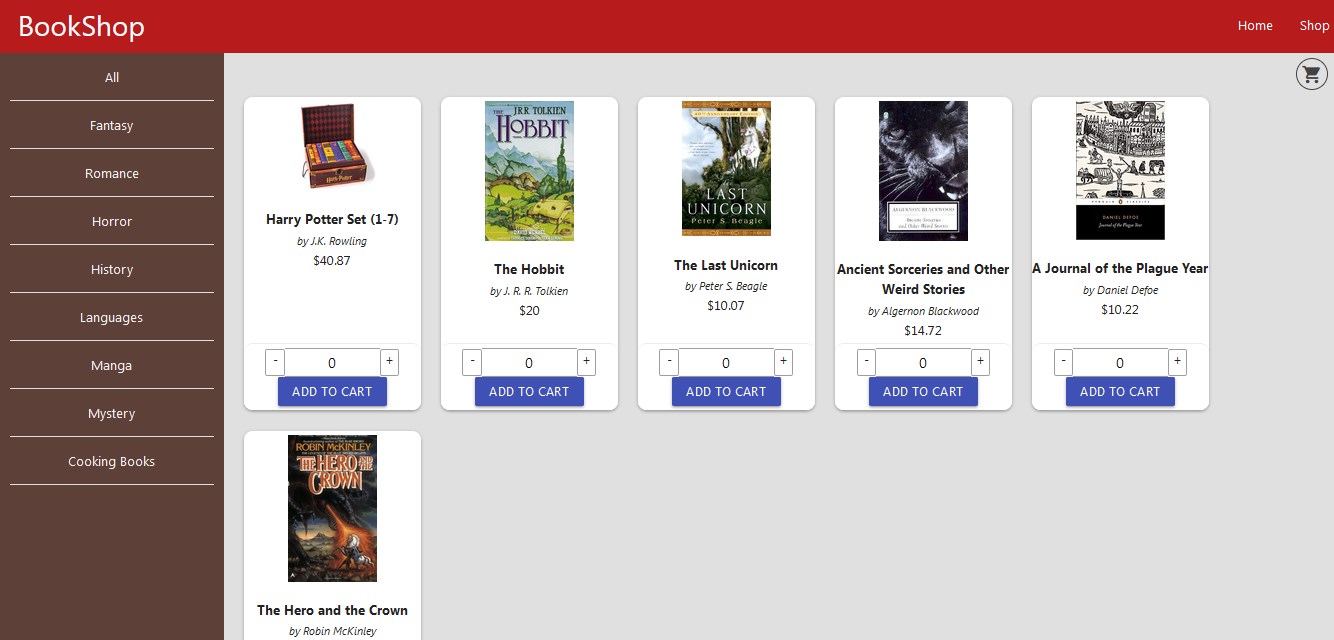 BookShop
Home
Shop
All
Fantasy
Romance
Horror
History
Languages
Manga
Mystery
Cooking Books
Harry Potter
Harry Potter Set (1-7)
by J.K. Rowling
$40.87
-
0
+
ADD TO CART
J.R.R. TOLKIEN
THE
HOBBIT
The Hobbit
by J. R. R. Tolkien
$20
-
0
+
ADD TO CART
THE
LAST
UNICORN
Peter S. Beagle
The Last Unicorn
by Peter S. Beagle
$10.07
-
0
+
ADD TO CART
ALGERNON BLACKWOOD
Ancient Sorceries
and Other Weird Stories
Ancient Sorceries and Other
Weird Stories
by Algernon Blackwood
$14.72
-
0
+
ADD TO CART
PENGUIN CLASSICS
DANIEL DEFOE
Journal of the Plague Year
A Journal of the Plague Year
by Daniel Defoe
$10.22
-
0
+
ADD TO CART
ROBIN McKINLEY
THE HERO AND THE
CROWN
The Hero and the Crown
by Robin McKinley